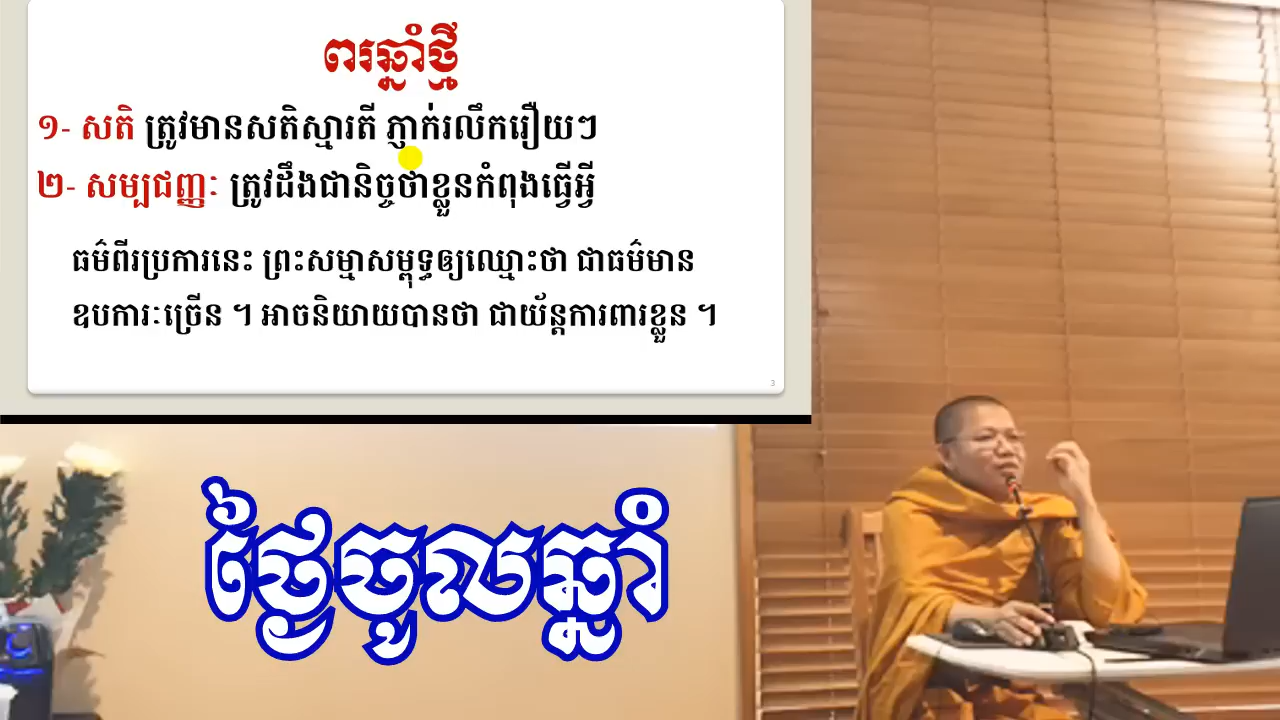 ពរឆ្នាំថ្មី
១- សតិ ត្រូវមានសតិស្មារតី ភ្ញាក់រលឹករឿយៗ
២- សម្បជញ្ញៈ ត្រូវដឹងជានិច្ចថាខ្លួនកំពុងធ្វើអ្វី
ធម៌ពីរប្រការនេះ ព្រះសម្មាសម្ពុទ្ធឲ្យឈ្មោះថា ជាធម៌មាន
ឧបការៈច្រើន ។ អាចនិយាយបានថា ជាយ័ន្តការពារខ្លួន ។
3
ថ្ងៃចូលឆ្នាំ